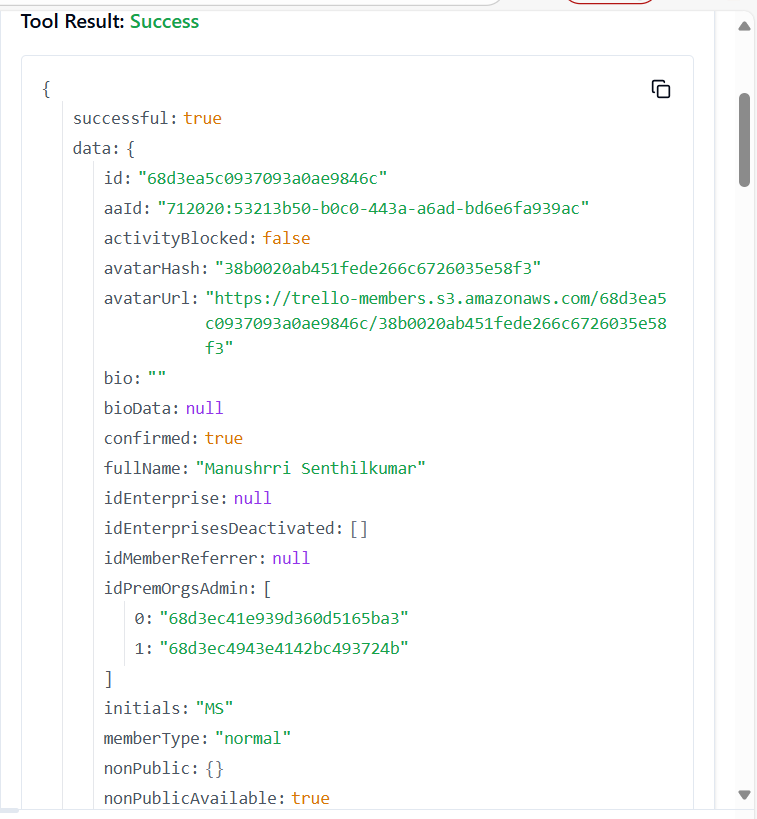 Tool Result: Success
{
successful: true
data: {
id: "68d3ea5c0937093a0ae9846c"
aaId: "712020:53213b50-b0c0-443a-a6ad-bd6e6fa939ac"
activityBlocked: false
avatarHash: "38b0020ab451fede266c6726035e58f3"
avatarUrl: "https://trello-members.s3.amazonaws.com/68d3ea5
c0937093a0ae9846c/38b0020ab451fede266c6726035e58
f3"
bio: ""
bioData: null
confirmed: true
fullName: "Manushrri Senthilkumar"
idEnterprise: null
idEnterprisesDeactivated: []
idMemberReferrer: null
idPremOrgsAdmin: [
0: "68d3ec41e939d360d5165ba3"
1: "68d3ec4943e4142bc493724b"
]
initials: "MS"
memberType: "normal"
nonPublic: {}
nonPublicAvailable: true